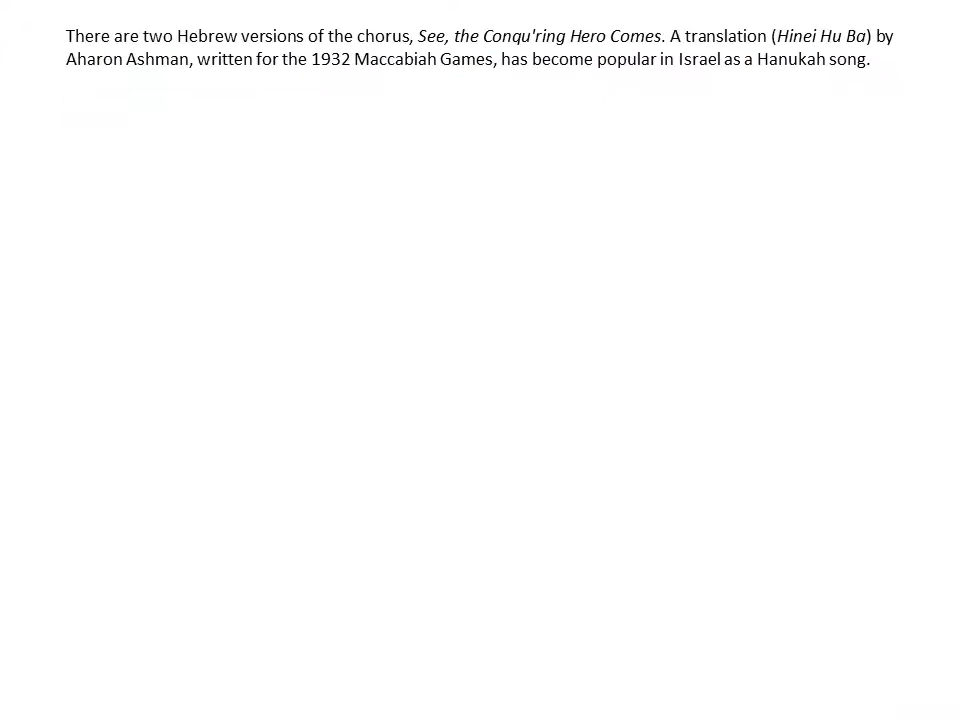 There are two Hebrew versions of the chorus, See, the Conqu'ring Hero Comes. A translation (Hinei Hu Ba) by
Aharon Ashman, written for the 1932 Maccabiah Games, has become popular in Israel as a Hanukah song.